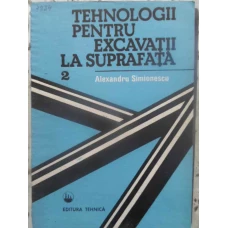 TEHNOLOGII
PENTRU
EXCAVAȚII
LA SUPRAFAȚĂ
2
Alexandru Simionescu
EDITURA TEHNICĂ